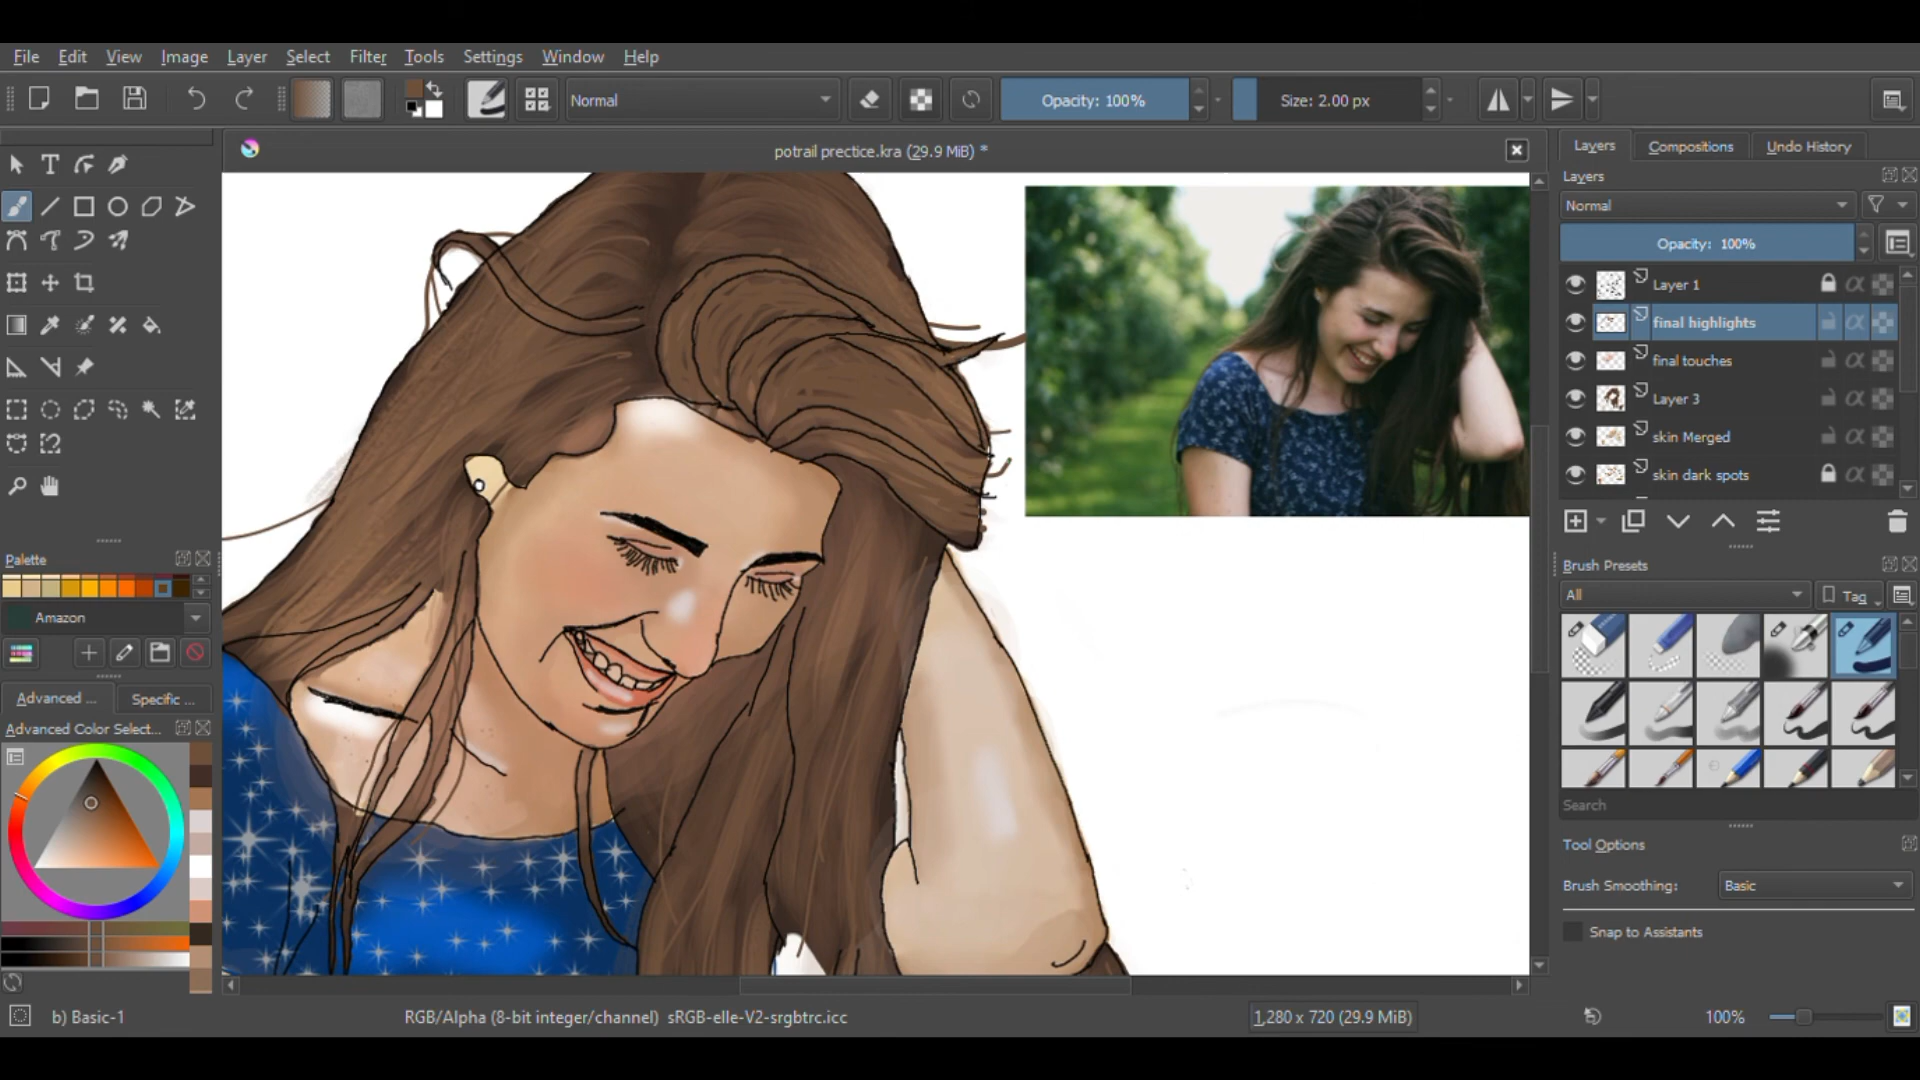 File Edit View Image Layer Select Filter Tools Settings Window Help
Normal Opacity: 100% Size: 2.00 px
potrail prectice.kra (29.9 MiB) *
Layers Compositions Undo History
Layers
Normal
Opacity: 100%
Layer 1
final highlights
final touches
Layer 3
skin Merged
skin dark spots
Palette
Amazon
Advanced ... Specific ...
Advanced Color Select...
Brush Presets
All Tag
Search
Tool Options
Brush Smoothing: Basic
Snap to Assistants
b) Basic-1 RGB/Alpha (8-bit integer/channel) sRGB-elle-V2-srgbtrc.icc 1,280 x 720 (29.9 MiB) 100%